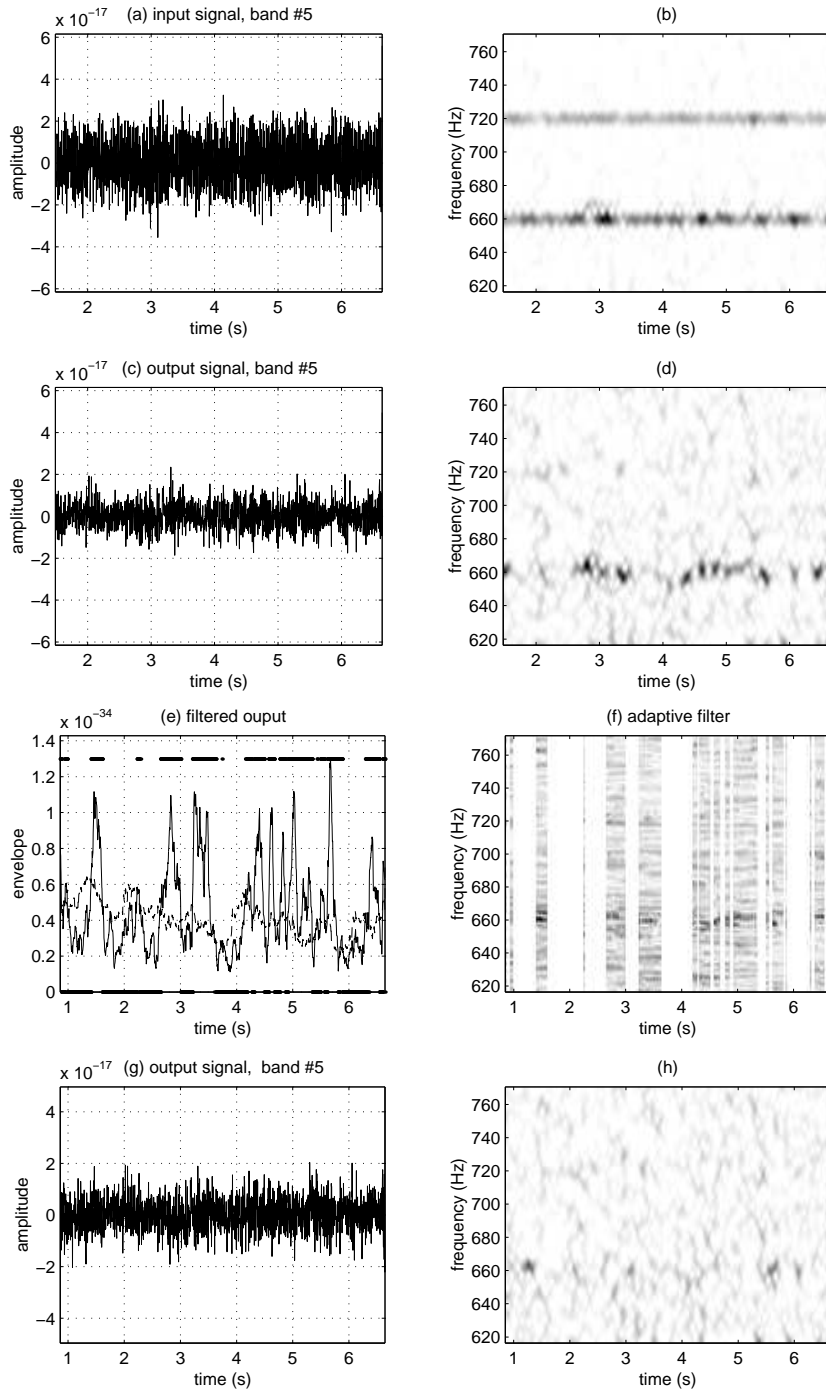 (a) input signal, band #5
x 10−17
6
4
2
0
−2
−4
−6
amplitude
2 3 4 5 6
time (s)
(b)
760
740
720
700
680
660
640
620
frequency (Hz)
2 3 4 5 6
time (s)
(c) output signal, band #5
x 10−17
6
4
2
0
−2
−4
−6
amplitude
2 3 4 5 6
time (s)
(d)
760
740
720
700
680
660
640
620
frequency (Hz)
2 3 4 5 6
time (s)
(e) filtered ouput
x 10−34
1.4
1.2
1
0.8
0.6
0.4
0.2
0
envelope
1 2 3 4 5 6
time (s)
(f) adaptive filter
760
740
720
700
680
660
640
620
frequency (Hz)
1 2 3 4 5 6
time (s)
(g) output signal, band #5
x 10−17
4
2
0
−2
−4
amplitude
1 2 3 4 5 6
time (s)
(h)
760
740
720
700
680
660
640
620
frequency (Hz)
1 2 3 4 5 6
time (s)